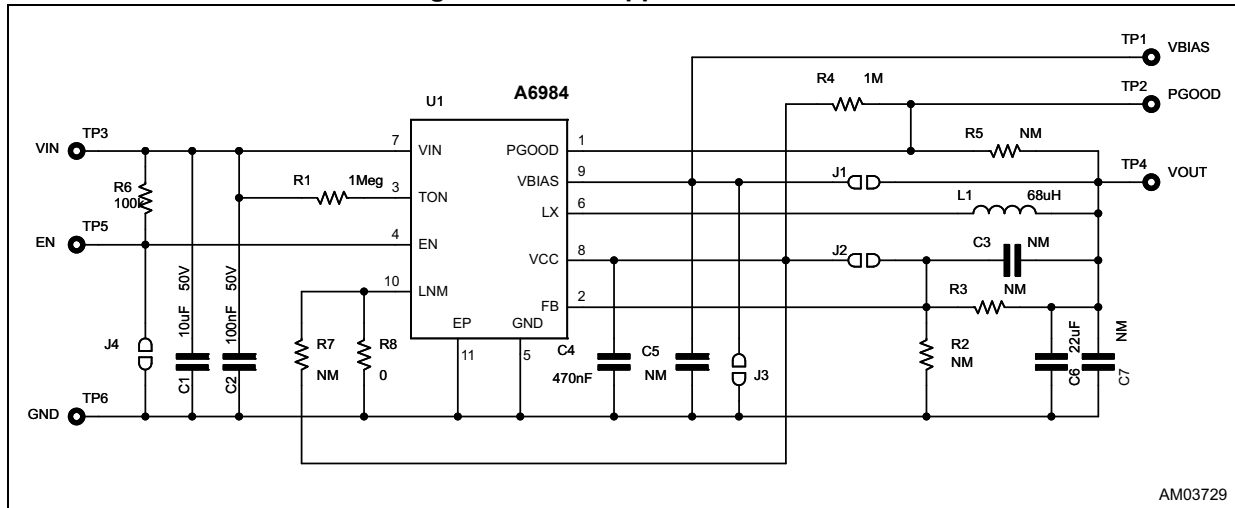 TP1
VBIAS
R4 1M
TP2
PGOOD
U1
A6984
TP3
VIN
7
VIN
PGOOD
1
R5 NM
R6
100k
R1 1Meg
3
TON
VBIAS
9
J1
TP4
VOUT
LX
6
L1 68uH
TP5
EN
4
EN
VCC
8
J2
C3 NM
10
LNM
FB
2
R3 NM
10uF 50V
100nF 50V
EP
GND
11
5
J4
C1
C2
R7
NM
R8
0
C4
470nF
C5
NM
J3
R2
NM
22uF
C6
NM
C7
TP6
GND
AM03729